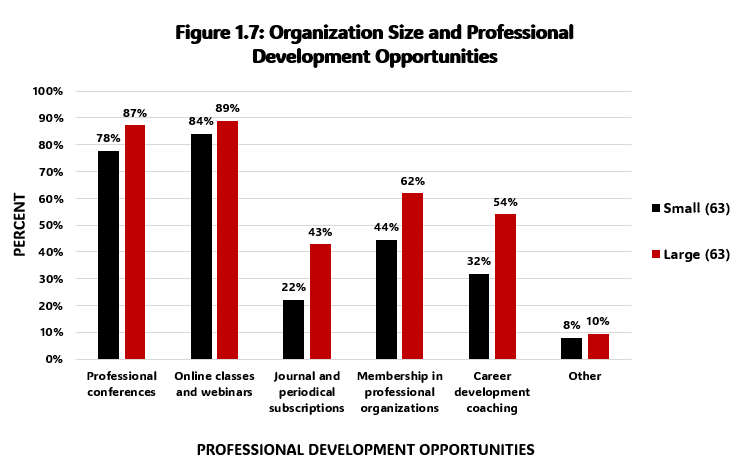 Figure 1.7: Organization Size and Professional
Development Opportunities
100%
90%
80%
70%
60%
50%
40%
30%
20%
10%
0%
PERCENT
78%
87%
84%
89%
22%
43%
44%
62%
32%
54%
8%
10%
Professional
conferences
Online classes
and webinars
Journal and
periodical
subscriptions
Membership in
professional
organizations
Career
development
coaching
Other
PROFESSIONAL DEVELOPMENT OPPORTUNITIES
Small (63)
Large (63)